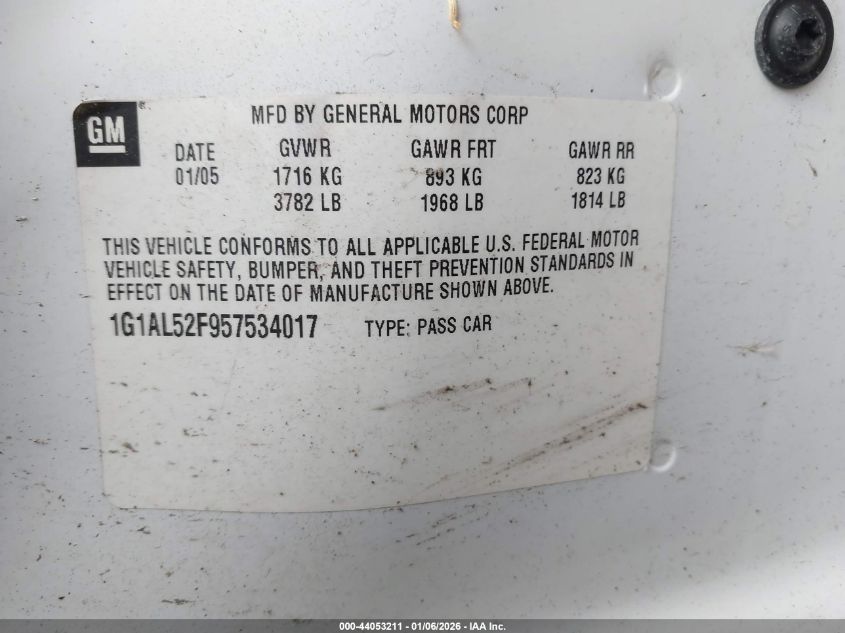 GM ®
MFD BY GENERAL MOTORS CORP
DATE GVWR GAWR FRT GAWR RR
01/05 1716 KG 893 KG 823 KG
3782 LB 1968 LB 1814 LB
THIS VEHICLE CONFORMS TO ALL APPLICABLE U.S. FEDERAL MOTOR
VEHICLE SAFETY, BUMPER, AND THEFT PREVENTION STANDARDS IN
EFFECT ON THE DATE OF MANUFACTURE SHOWN ABOVE.
1G1AL52F957534017 TYPE: PASS CAR
000-44053211 - 01/06/2026 - IAA Inc.